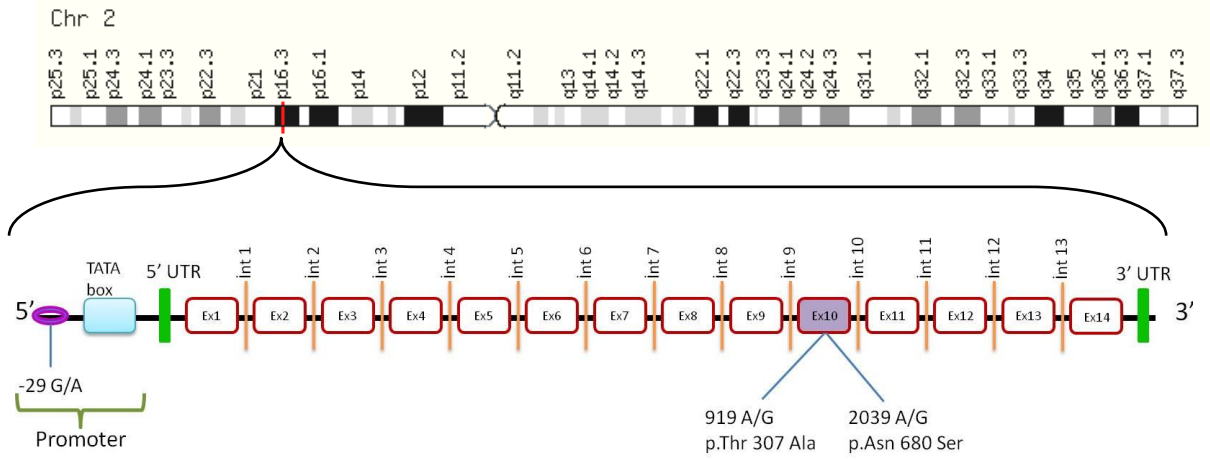 Chr 2
p25.3 p25.1 p24.3 p24.1 p23.3 p22.3 p21 p16.3 p16.1 p14 p12 p11.2 q11.2 q13 q14.1 q14.2 q14.3 q22.1 q22.3 q23.3 q24.1 q24.2 q24.3 q31.1 q32.1 q32.3 q33.1 q33.3 q34 q35 q36.1 q36.3 q37.1 q37.3
int 1 int 2 int 3 int 4 int 5 int 6 int 7 int 8 int 9 int 10 int 11 int 12 int 13
TATA
box
5’ UTR
3’ UTR
5’ Ex1 Ex2 Ex3 Ex4 Ex5 Ex6 Ex7 Ex8 Ex9 Ex10 Ex11 Ex12 Ex13 Ex14 3’
-29 G/A
Promoter
919 A/G
p.Thr 307 Ala
2039 A/G
p.Asn 680 Ser